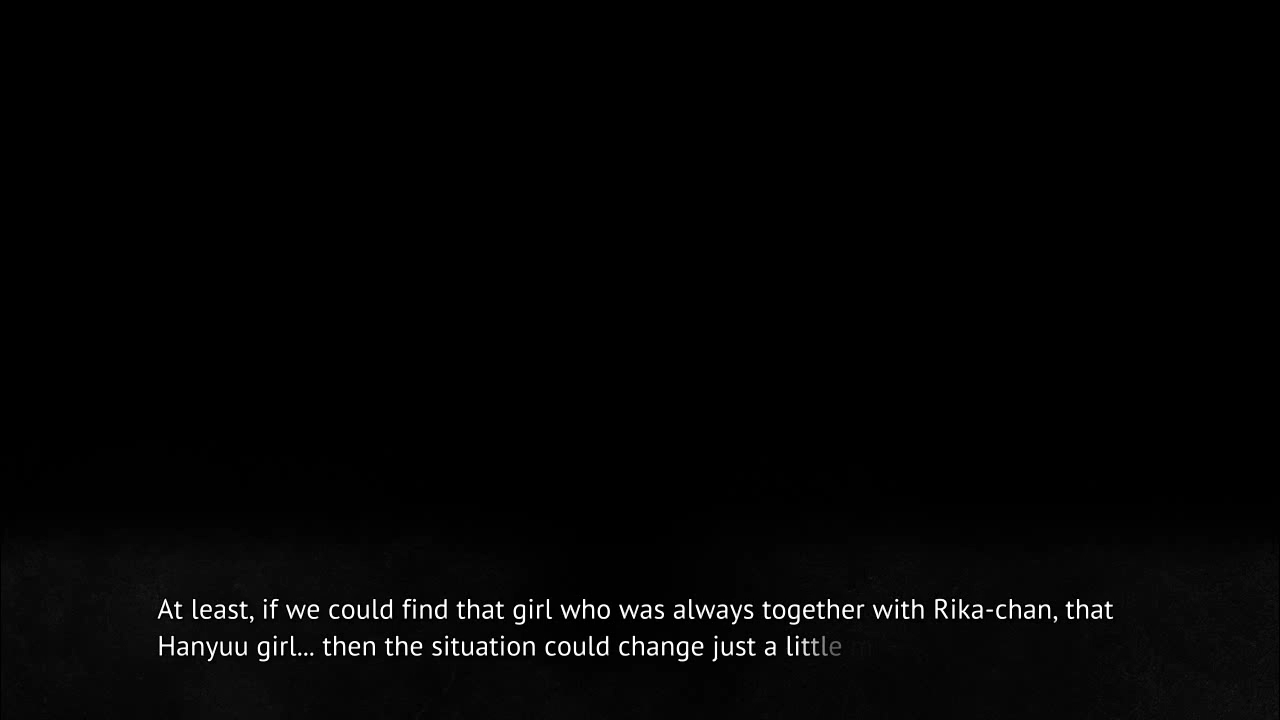 At least, if we could find that girl who was always together with Rika-chan, that
Hanyuu girl... then the situation could change just a little